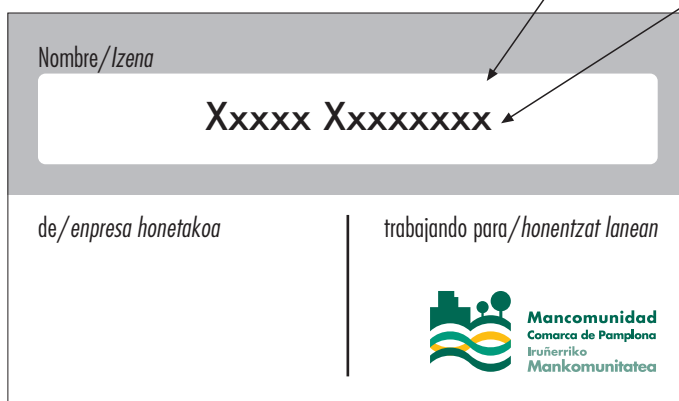 Nombre/Izena
Xxxxx Xxxxxxxx
de/enpresa honetakoa
trabajando para/honentzat lanean
Mancomunidad
Comarca de Pamplona
Iruñerriko
Mankomunitatea